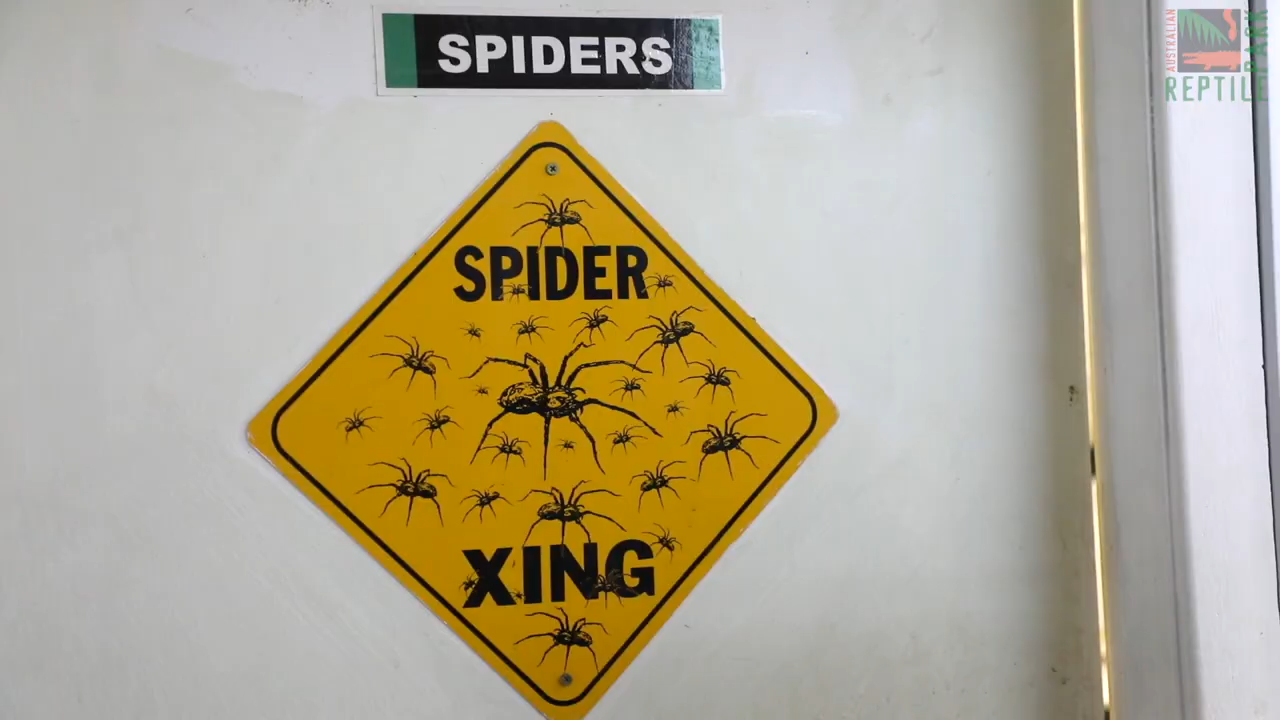 SPIDERS
SPIDER
XING
AUSTRALIAN
REPTILE
PARK